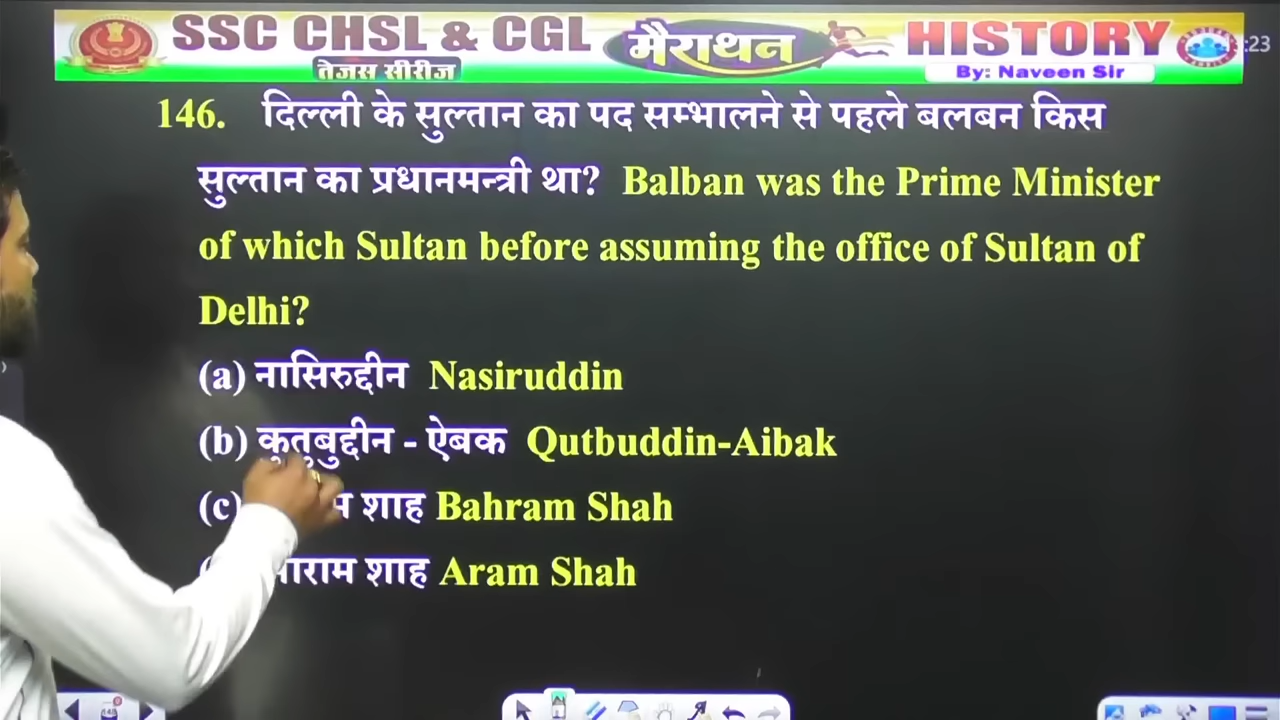 SSC CHSL & CGL मैराथन HISTORY :23
तेजस सीरीज By: Naveen Sir
146. दिल्ली के सुल्तान का पद सम्भालने से पहले बलबन किस
सुल्तान का प्रधानमन्त्री था? Balban was the Prime Minister
of which Sultan before assuming the office of Sultan of
Delhi?
(a) नासिरुद्दीन Nasiruddin
(b) कुतुबुद्दीन - ऐबक Qutbuddin-Aibak
(c) शाह Bahram Shah
शाह Aram Shah